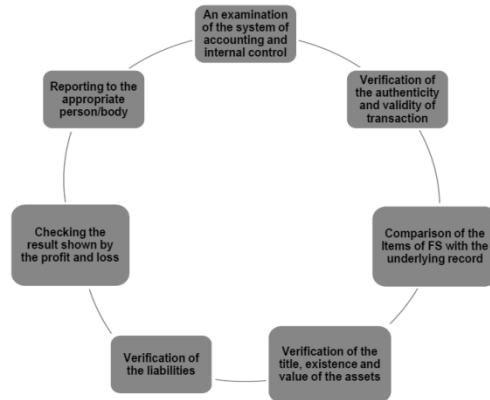 An examination
of the system of
accounting and
internal control
Verification of
the authenticity
and validity of
transaction
Comparison of the
Items of FS with the
underlying record
Verification of the
title, existence and
value of the assets
Verification of
the liabilities
Checking the
result shown by
the profit and loss
Reporting to the
appropriate
person/body